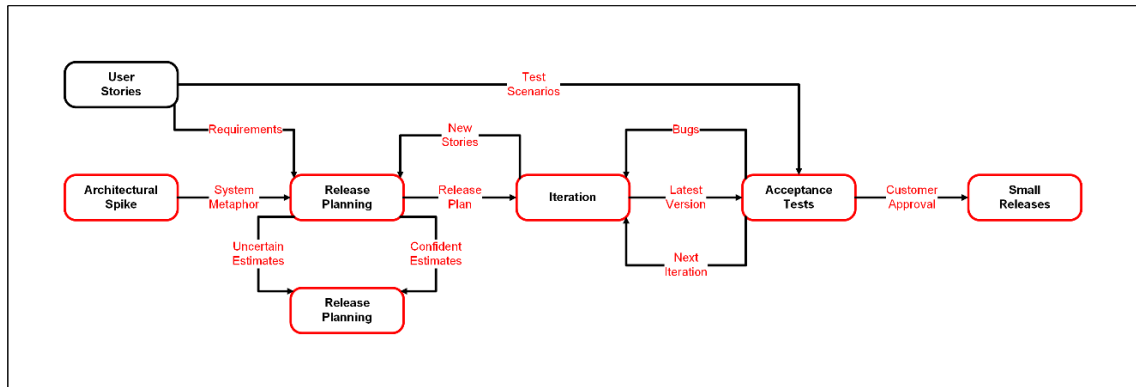 User
Stories
Test
Scenarios
Requirements
New
Stories
Bugs
Architectural
Spike
System
Metaphor
Release
Planning
Release
Plan
Iteration
Latest
Version
Acceptance
Tests
Customer
Approval
Small
Releases
Uncertain
Estimates
Confident
Estimates
Next
Iteration
Release
Planning